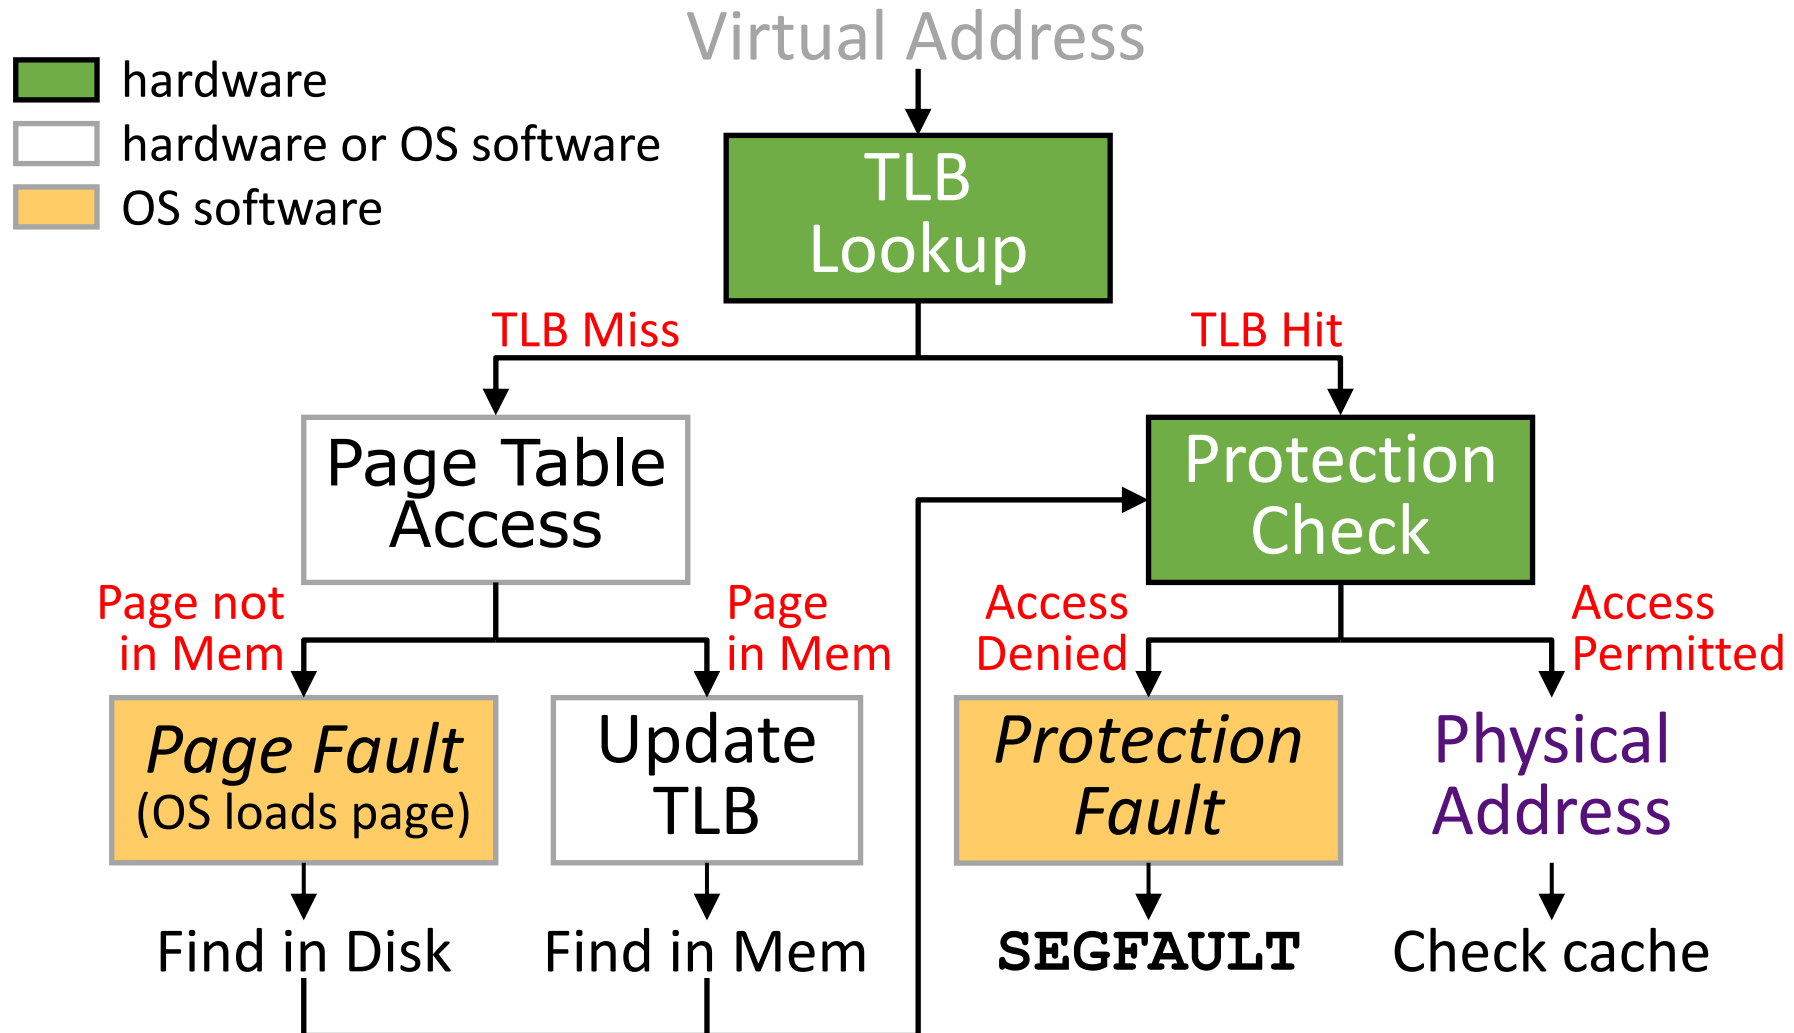 Virtual Address
hardware
hardware or OS software
OS software
TLB
Lookup
TLB Miss
TLB Hit
Page Table
Access
Protection
Check
Page not
in Mem
Page
in Mem
Access
Denied
Access
Permitted
Page Fault
(OS loads page)
Update
TLB
Protection
Fault
Physical
Address
Find in Disk
Find in Mem
SEGFAULT
Check cache